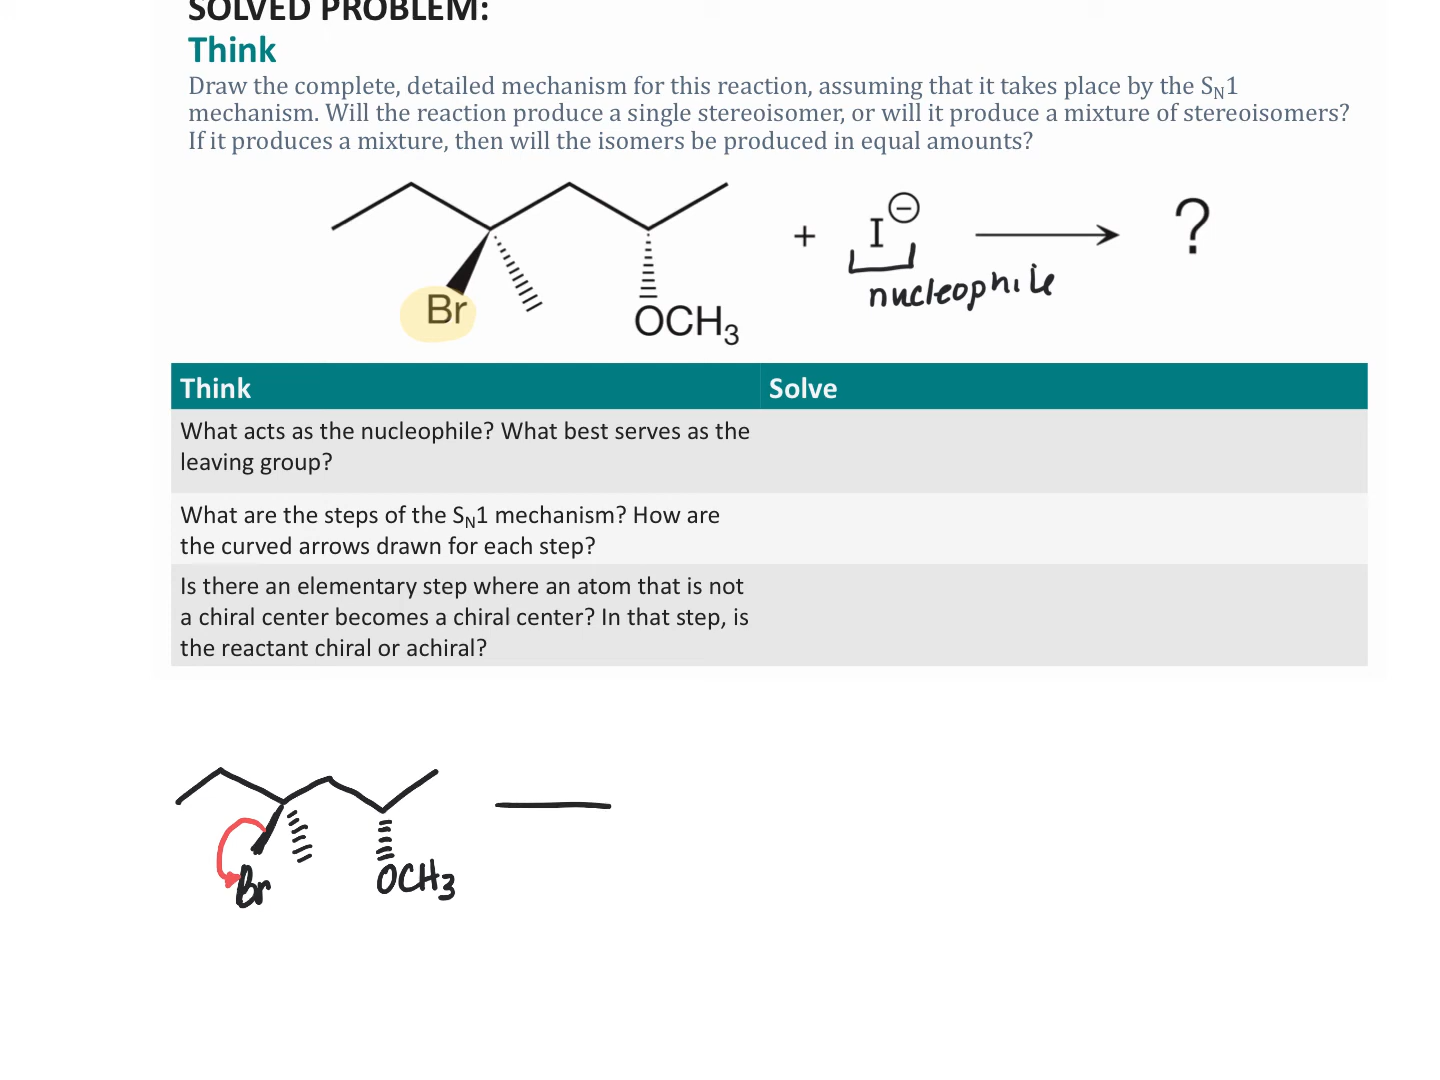 SOLVED PROBLEM:
Think
Draw the complete, detailed mechanism for this reaction, assuming that it takes place by the SN1
mechanism. Will the reaction produce a single stereoisomer, or will it produce a mixture of stereoisomers?
If it produces a mixture, then will the isomers be produced in equal amounts?
Br
OCH3
+ I⊖ ?
nucleophile
Think Solve
What acts as the nucleophile? What best serves as the
leaving group?
What are the steps of the SN1 mechanism? How are
the curved arrows drawn for each step?
Is there an elementary step where an atom that is not
a chiral center becomes a chiral center? In that step, is
the reactant chiral or achiral?
Br
OCH3